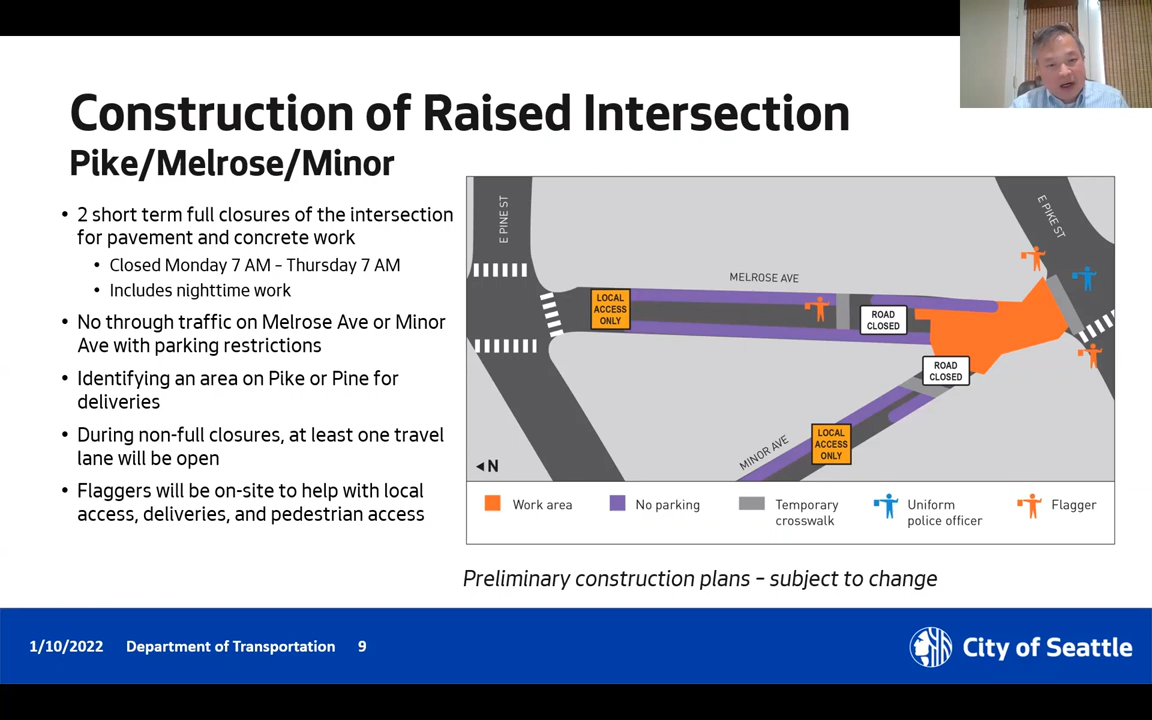 Construction of Raised Intersection
Pike/Melrose/Minor
• 2 short term full closures of the intersection
for pavement and concrete work
• Closed Monday 7 AM – Thursday 7 AM
• Includes nighttime work
• No through traffic on Melrose Ave or Minor
Ave with parking restrictions
• Identifying an area on Pike or Pine for
deliveries
• During non-full closures, at least one travel
lane will be open
• Flaggers will be on-site to help with local
access, deliveries, and pedestrian access
E PINE ST
E PIKE ST
MELROSE AVE
LOCAL
ACCESS
ONLY
ROAD
CLOSED
ROAD
CLOSED
LOCAL
ACCESS
ONLY
MINOR AVE
N
Work area
No parking
Temporary
crosswalk
Uniform
police officer
Flagger
Preliminary construction plans – subject to change
1/10/2022 Department of Transportation 9
City of Seattle